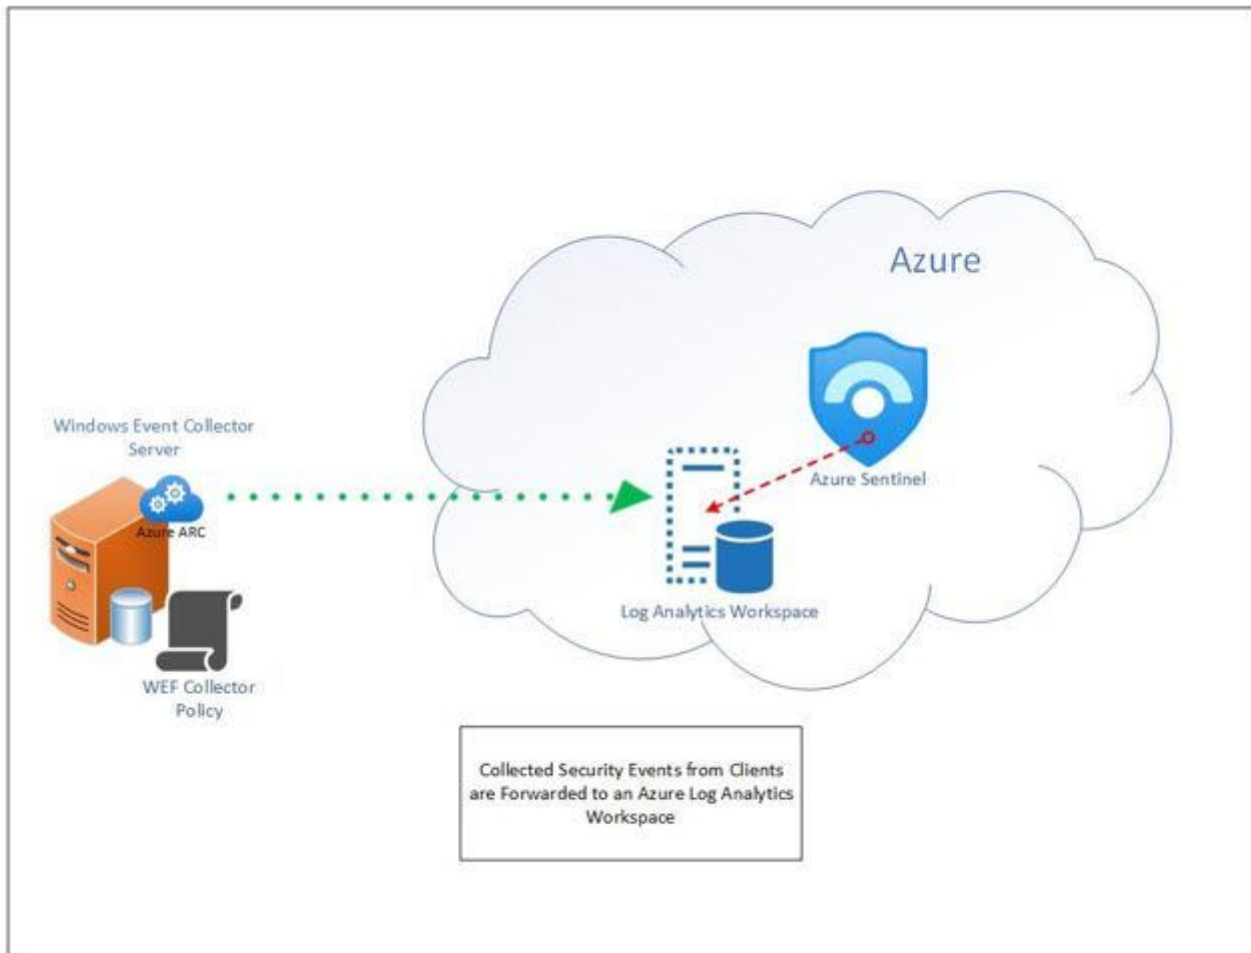 Azure
Windows Event Collector
Server
Azure ARC
Azure Sentinel
Log Analytics Workspace
WEF Collector
Policy
Collected Security Events from Clients
are Forwarded to an Azure Log Analytics
Workspace